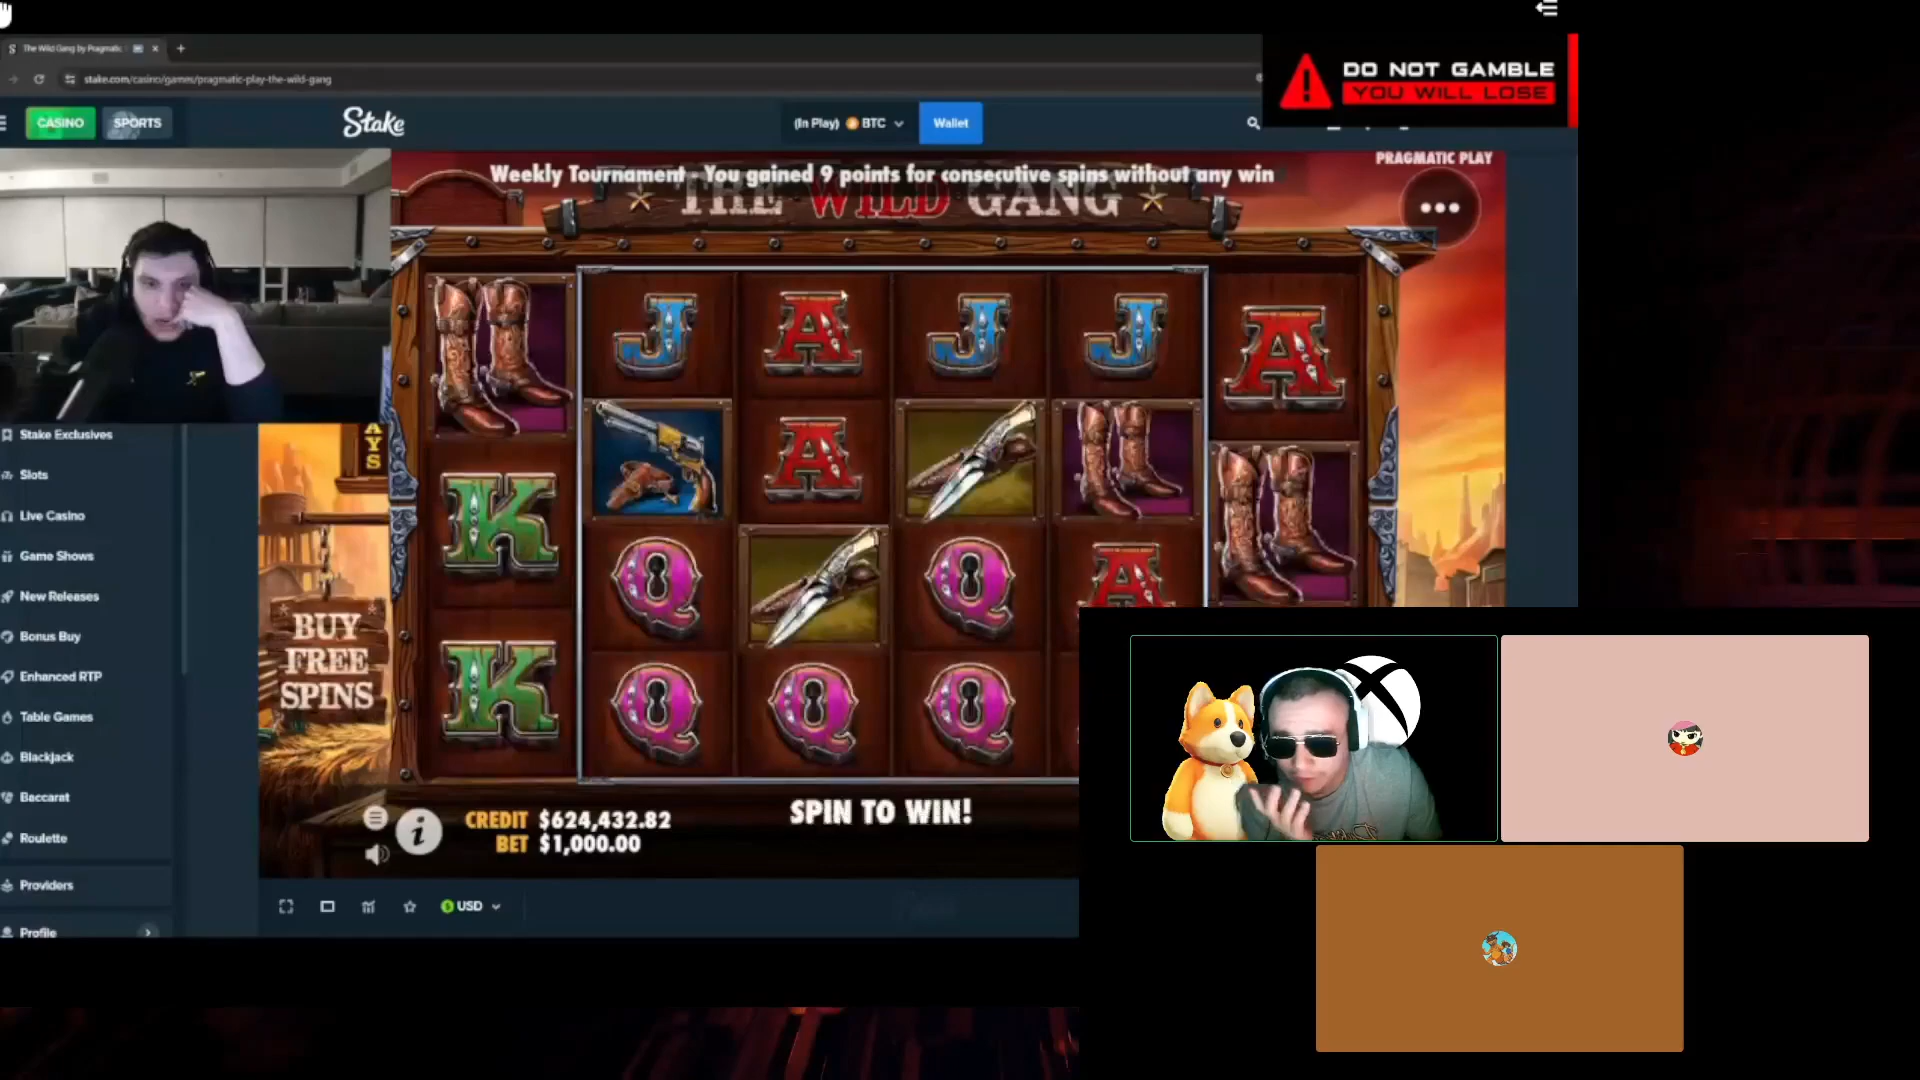 The Wild Gang by Pragmatic
stake.com/casino/games/pragmatic-play-the-wild-gang
DO NOT GAMBLE
YOU WILL LOSE
CASINO
SPORTS
Stake
(In Play) BTC
Wallet
PRAGMATIC PLAY
Weekly Tournament - You gained 9 points for consecutive spins without any win
THE WILD GANG
J
A
J
J
A
A
K
Q
Q
A
K
Q
Q
Q
AYS
BUY
FREE
SPINS
Stake Exclusives
Slots
Live Casino
Game Shows
New Releases
Bonus Buy
Enhanced RTP
Table Games
Blackjack
Baccarat
Roulette
Providers
Profile
CREDIT $624,432.82
BET $1,000.00
SPIN TO WIN!
USD